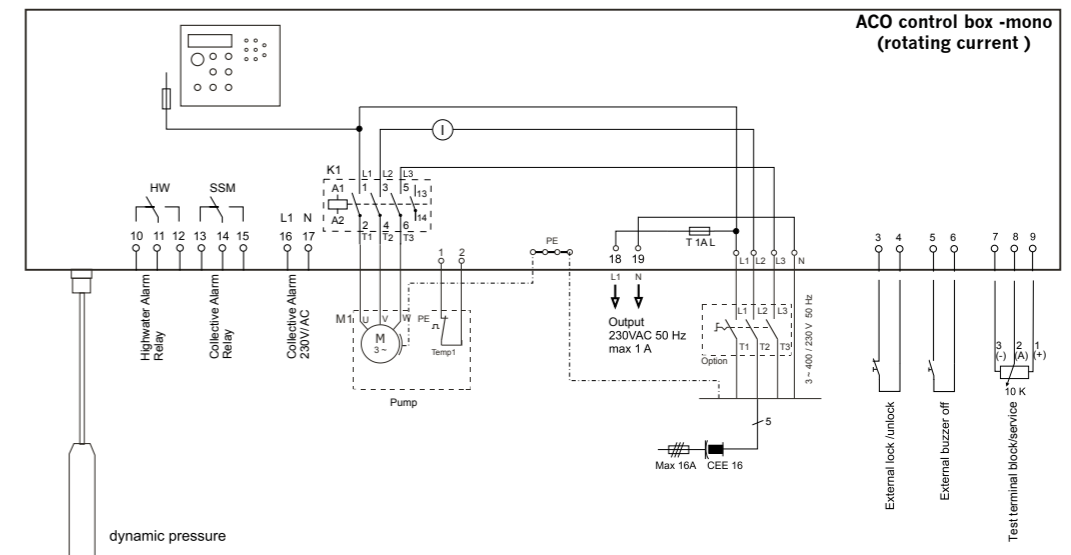 ACO control box -mono
(rotating current )
I
K1
L1 L2 L3
A1 1 3 5 13
A2 2 4 6 14
T1 T2 T3
HW SSM
L1 N
10 11 12 13 14 15 16 17
1 2
PE
18 19
L1 N
T 1A L
L1 L2 L3 N
3 4 5 6 7 8 9
Highwater Alarm
Relay
Collective Alarm
Relay
Collective Alarm
230V/AC
M1 U V W PE
M
3 ~
Temp1
Pump
Output
230VAC 50 Hz
max 1 A
L1 L2 L3
T1 T2 T3
Option
3 ~ 400 / 230 V 50 Hz
5
Max 16A CEE 16
3 2 1
(-) (A) (+)
10 K
External lock /unlock
External buzzer off
Test terminal block/service
dynamic pressure